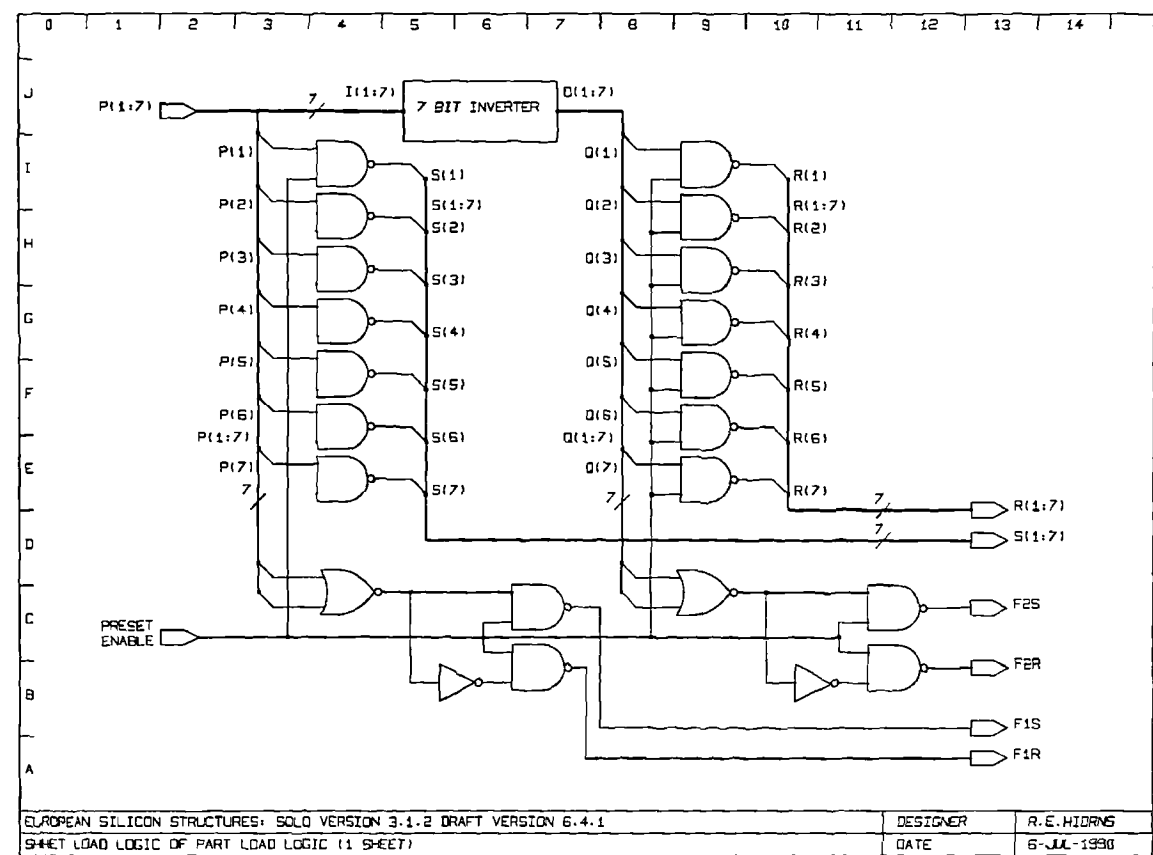 0 1 2 3 4 5 6 7 8 9 10 11 12 13 14
J
I
H
G
F
E
D
C
B
A
P(1:7)
7
I(1:7)
7 BIT INVERTER
Q(1:7)
P(1)
S(1)
Q(1)
R(1)
P(2)
S(1:7)
Q(2)
R(1:7)
S(2)
R(2)
P(3)
S(3)
Q(3)
R(3)
P(4)
S(4)
Q(4)
R(4)
P(5)
S(5)
Q(5)
R(5)
P(6)
P(1:7)
S(6)
Q(6)
Q(1:7)
R(6)
P(7)
7
S(7)
Q(7)
7
R(7)
7
R(1:7)
7
S(1:7)
PRESET
ENABLE
F2S
F2R
F1S
F1R
EUROPEAN SILICON STRUCTURES: SOLO VERSION 3.1.2 DRAFT VERSION 6.4.1
DESIGNER
R.E.HIORNS
SHEET LOAD LOGIC OF PART LOAD LOGIC (1 SHEET)
DATE
6-JUL-1990